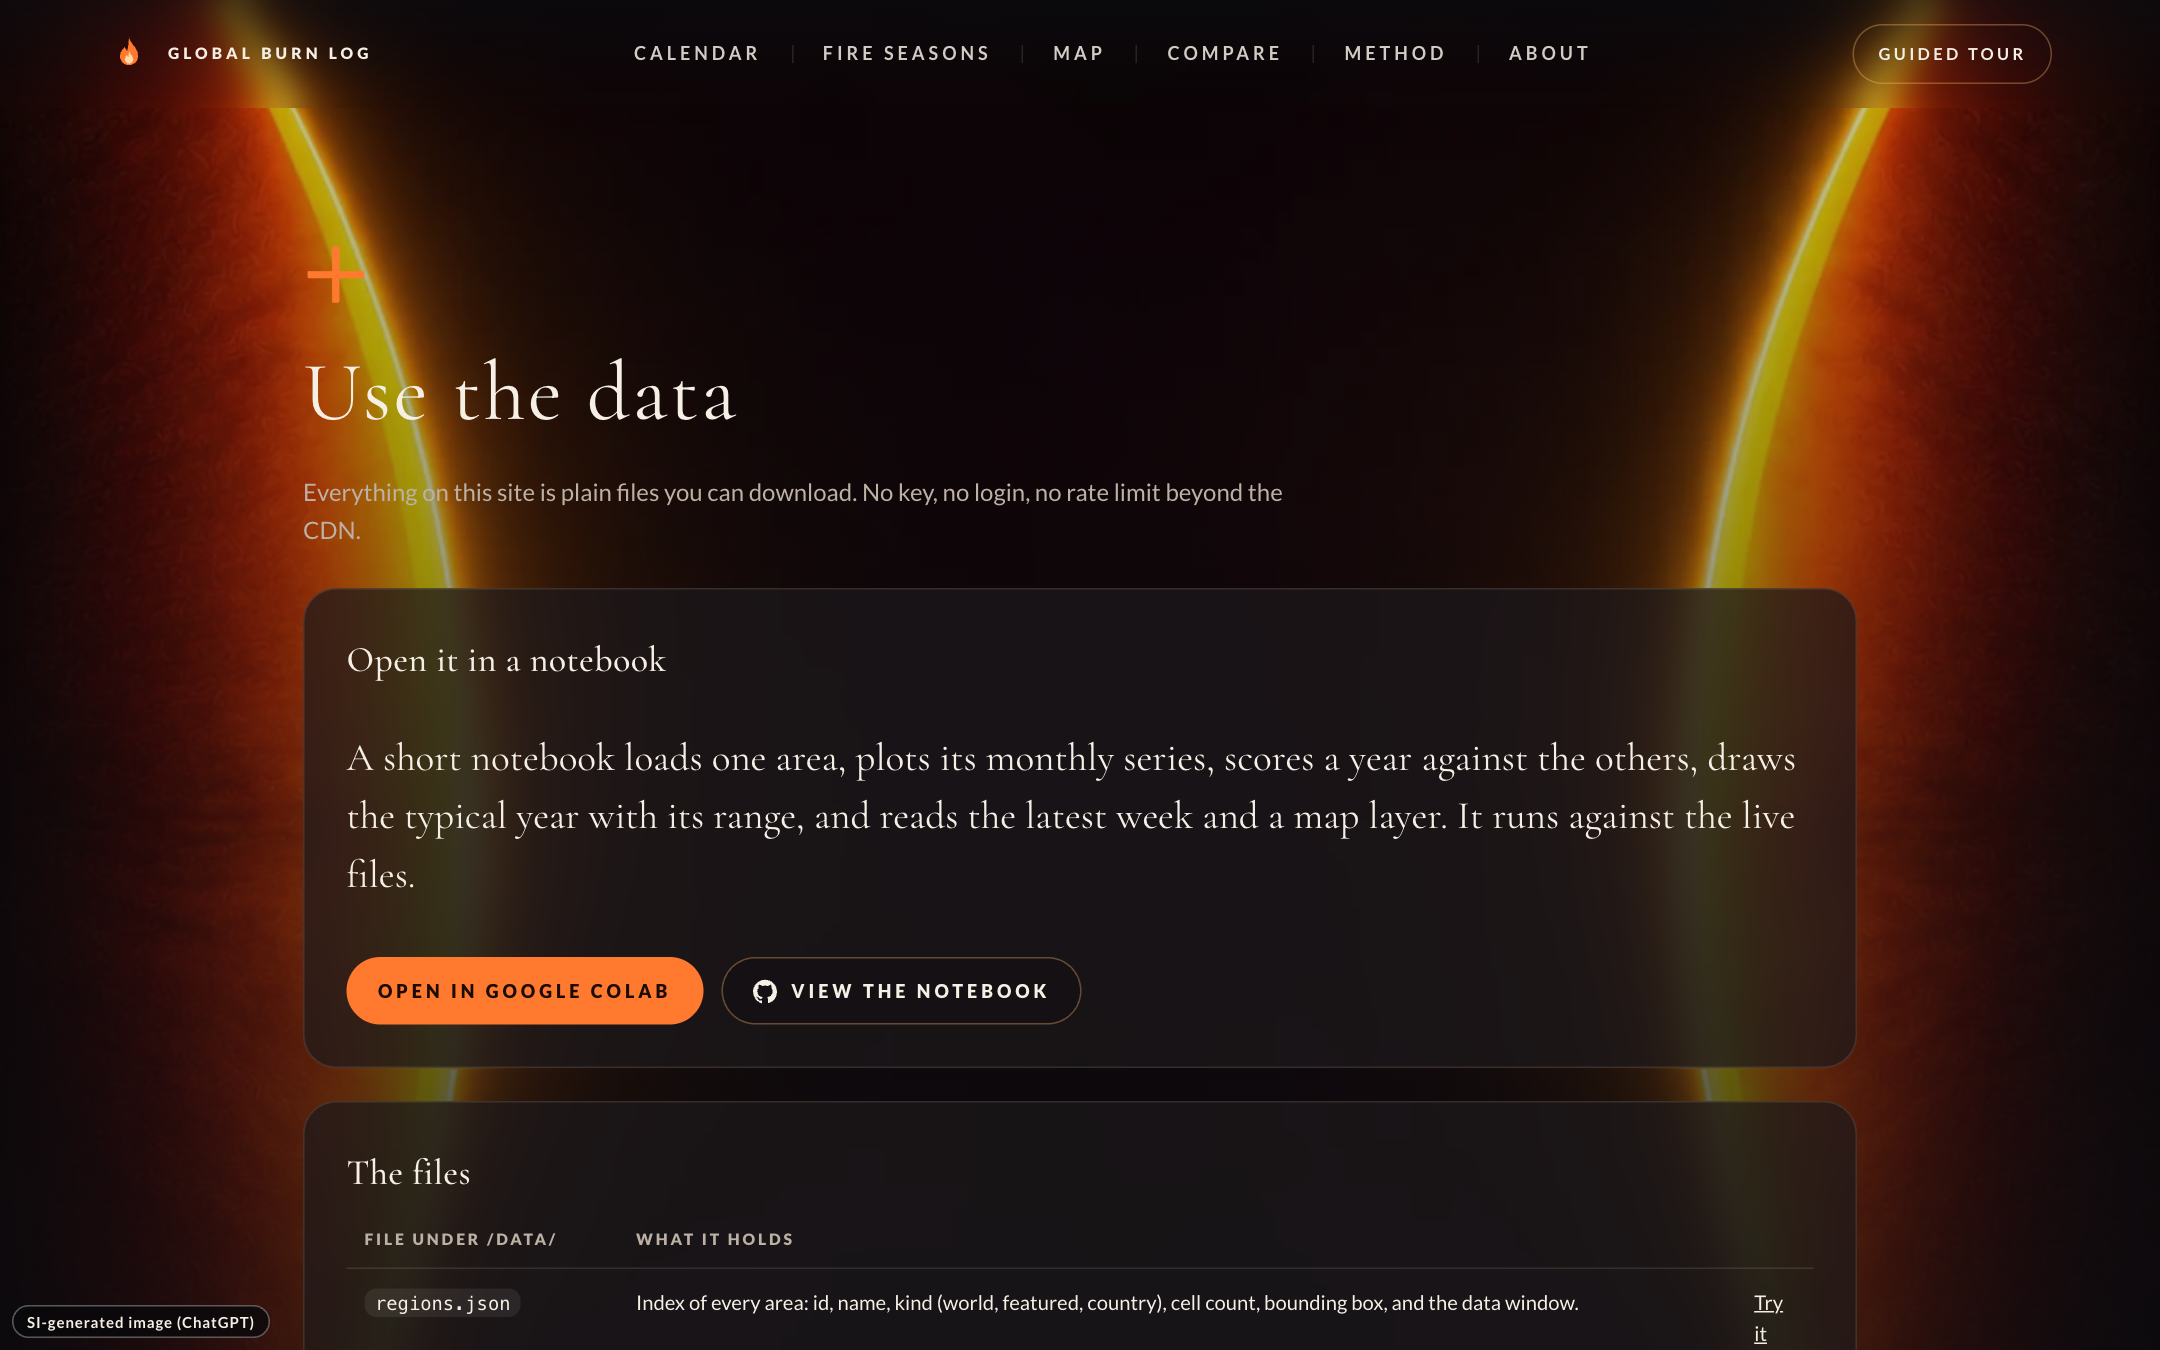 GLOBAL BURN LOG
CALENDAR
FIRE SEASONS
MAP
COMPARE
METHOD
ABOUT
GUIDED TOUR
Use the data
Everything on this site is plain files you can download. No key, no login, no rate limit beyond the
CDN.
Open it in a notebook
A short notebook loads one area, plots its monthly series, scores a year against the others, draws
the typical year with its range, and reads the latest week and a map layer. It runs against the live
files.
OPEN IN GOOGLE COLAB
VIEW THE NOTEBOOK
The files
FILE UNDER /DATA/
WHAT IT HOLDS
regions.json
Index of every area: id, name, kind (world, featured, country), cell count, bounding box, and the data window.
Try
it
SI-generated image (ChatGPT)